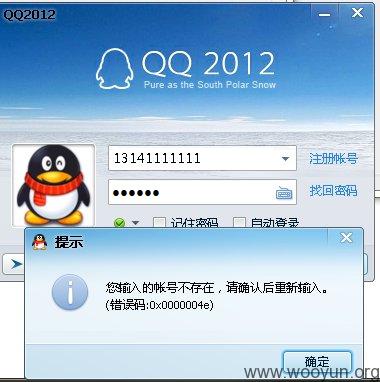 QQ2012
QQ 2012
Pure as the South Polar Snow
13141111111
注册帐号
••••••
找回密码
记住密码
自动登录
提示
您输入的帐号不存在，请确认后重新输入。
(错误码:0x0000004e)
确定
www.wooyun.org